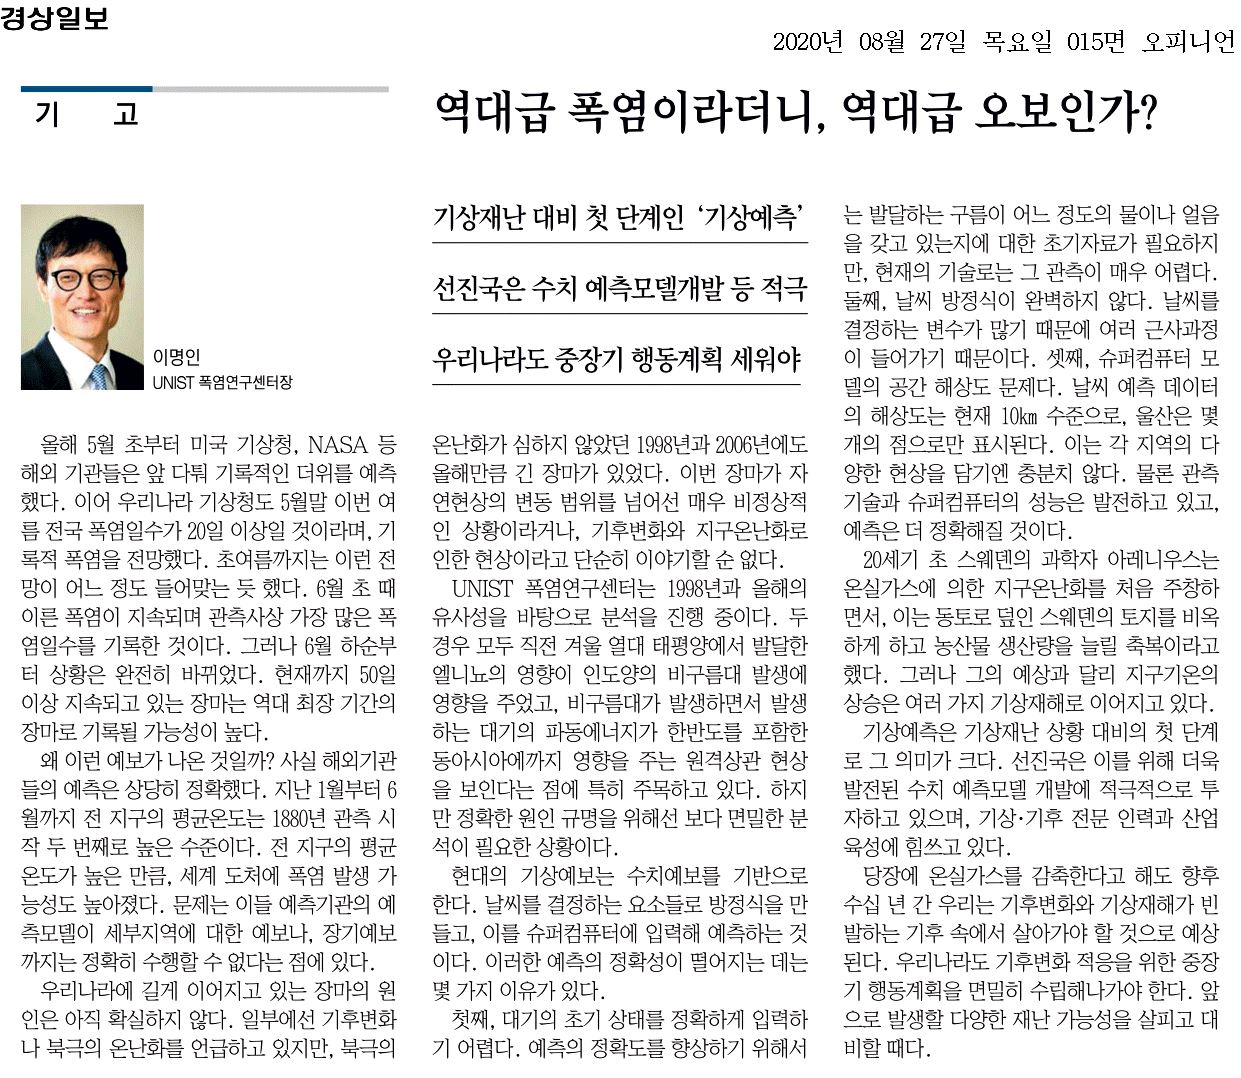 경상일보
2020년 08월 27일 목요일 015면 오피니언
기 고
역대급 폭염이라더니, 역대급 오보인가?
이명인
UNIST 폭염연구센터장
기상재난 대비 첫 단계인 ‘기상예측’
선진국은 수치 예측모델개발 등 적극
우리나라도 중장기 행동계획 세워야
올해 5월 초부터 미국 기상청, NASA 등
해외 기관들은 앞 다퉈 기록적인 더위를 예측
했다. 이어 우리나라 기상청도 5월말 이번 여
름 전국 폭염일수가 20일 이상일 것이라며, 기
록적 폭염을 전망했다. 초여름까지는 이런 전
망이 어느 정도 들어맞는 듯 했다. 6월 초 때
이른 폭염이 지속되며 관측사상 가장 많은 폭
염일수를 기록한 것이다. 그러나 6월 하순부
터 상황은 완전히 바뀌었다. 현재까지 50일
이상 지속되고 있는 장마는 역대 최장 기간의
장마로 기록될 가능성이 높다.
왜 이런 예보가 나온 것일까? 사실 해외기관
들의 예측은 상당히 정확했다. 지난 1월부터 6
월까지 전 지구의 평균온도는 1880년 관측 시
작 두 번째로 높은 수준이다. 전 지구의 평균
온도가 높은 만큼, 세계 도처에 폭염 발생 가
능성도 높아졌다. 문제는 이들 예측기관의 예
측모델이 세부지역에 대한 예보나, 장기예보
까지는 정확히 수행할 수 없다는 점에 있다.
우리나라에 길게 이어지고 있는 장마의 원
인은 아직 확실하지 않다. 일부에선 기후변화
나 북극의 온난화를 언급하고 있지만, 북극의
온난화가 심하지 않았던 1998년과 2006년에도
올해만큼 긴 장마가 있었다. 이번 장마가 자
연현상의 변동 범위를 넘어선 매우 비정상적
인 상황이라거나, 기후변화와 지구온난화로
인한 현상이라고 단순히 이야기할 순 없다.
UNIST 폭염연구센터는 1998년과 올해의
유사성을 바탕으로 분석을 진행 중이다. 두
경우 모두 직전 겨울 열대 태평양에서 발달한
엘니뇨의 영향이 인도양의 비구름대 발생에
영향을 주었고, 비구름대가 발생하면서 발생
하는 대기의 파동에너지가 한반도를 포함한
동아시아에까지 영향을 주는 원격상관 현상
을 보인다는 점에 특히 주목하고 있다. 하지
만 정확한 원인 규명을 위해선 보다 면밀한 분
석이 필요한 상황이다.
현대의 기상예보는 수치예보를 기반으로
한다. 날씨를 결정하는 요소들로 방정식을 만
들고, 이를 슈퍼컴퓨터에 입력해 예측하는 것
이다. 이러한 예측의 정확성이 떨어지는 데는
몇 가지 이유가 있다.
첫째, 대기의 초기 상태를 정확하게 입력하
기 어렵다. 예측의 정확도를 향상하기 위해서
는 발달하는 구름이 어느 정도의 물이나 얼음
을 갖고 있는지에 대한 초기자료가 필요하지
만, 현재의 기술로는 그 관측이 매우 어렵다.
둘째, 날씨 방정식이 완벽하지 않다. 날씨를
결정하는 변수가 많기 때문에 여러 근사과정
이 들어가기 때문이다. 셋째, 슈퍼컴퓨터 모
델의 공간 해상도 문제다. 날씨 예측 데이터
의 해상도는 현재 10㎞ 수준으로, 울산은 몇
개의 점으로만 표시된다. 이는 각 지역의 다
양한 현상을 담기엔 충분치 않다. 물론 관측
기술과 슈퍼컴퓨터의 성능은 발전하고 있고,
예측은 더 정확해질 것이다.
20세기 초 스웨덴의 과학자 아레니우스는
온실가스에 의한 지구온난화를 처음 주창하
면서, 이는 동토로 덮인 스웨덴의 토지를 비옥
하게 하고 농산물 생산량을 늘릴 축복이라고
했다. 그러나 그의 예상과 달리 지구기온의
상승은 여러 가지 기상재해로 이어지고 있다.
기상예측은 기상재난 상황 대비의 첫 단계
로 그 의미가 크다. 선진국은 이를 위해 더욱
발전된 수치 예측모델 개발에 적극적으로 투
자하고 있으며, 기상·기후 전문 인력과 산업
육성에 힘쓰고 있다.
당장에 온실가스를 감축한다고 해도 향후
수십 년 간 우리는 기후변화와 기상재해가 빈
발하는 기후 속에서 살아가야 할 것으로 예상
된다. 우리나라도 기후변화 적응을 위한 중장
기 행동계획을 면밀히 수립해나가야 한다. 앞
으로 발생할 다양한 재난 가능성을 살피고 대
비할 때다.